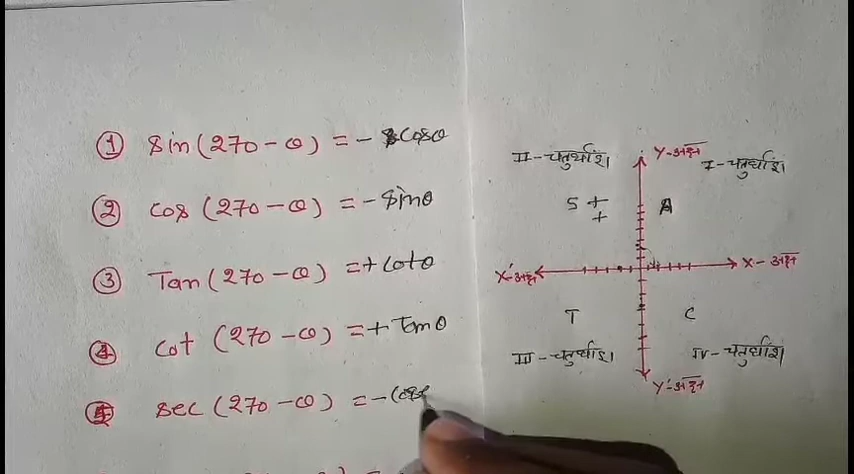 ① sin(270-θ) = - cosθ
② cos (270-θ) = - sinθ
③ Tan (270-θ) = + cotθ
④ cot (270-θ) = + Tanθ
⑤ sec (270-θ) = - cose
Y-अक्ष
II-चतुर्थांश I-चतुर्थांश
S + A
+
X'-अक्ष X-अक्ष
T C
III-चतुर्थांश IV-चतुर्थांश
Y'-अक्ष